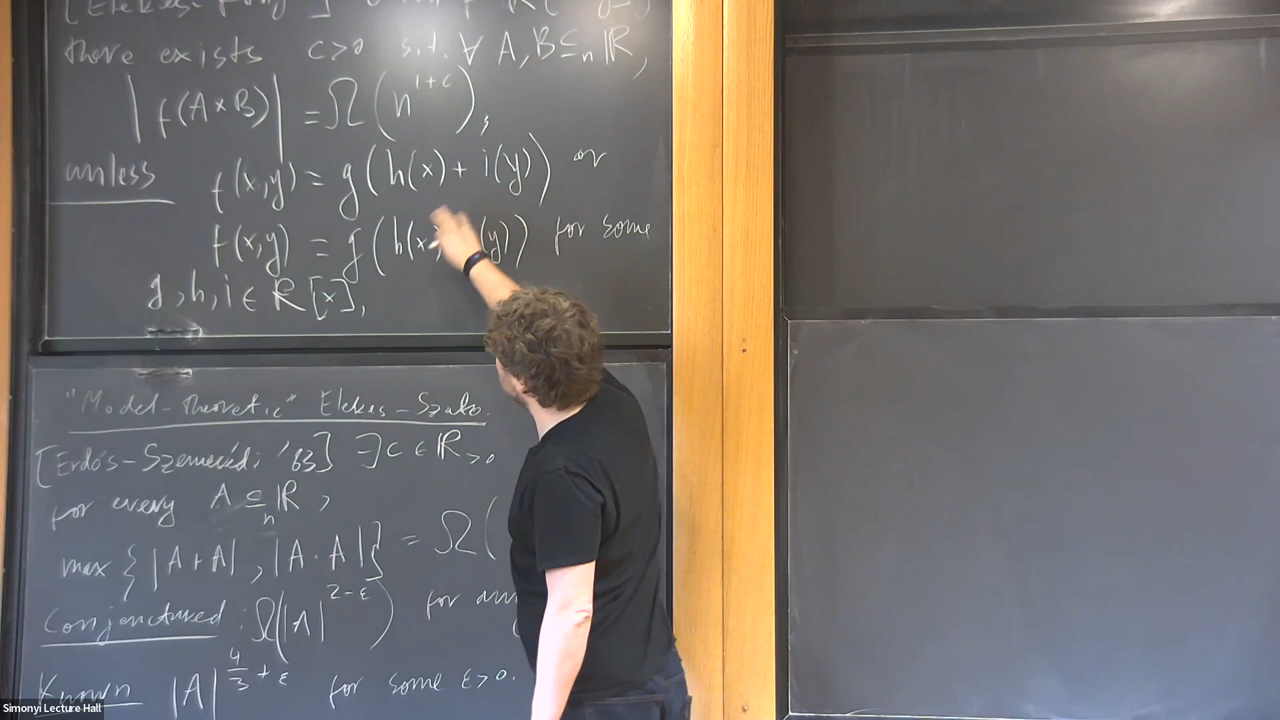 there exists c>0 s.t. ∀ A,B ⊆ₙ ℝ,
|f(A×B)| = Ω(n^{1+c}),
unless f(x,y) = g(h(x)+i(y)) or
f(x,y) = g(h(x (y)) for some
g,h,i ∈ ℝ[x],
"Model-theoretic" Elekes-Szabo.
[Erdős-Szemerédi '83] ∃c ∈ ℝ_{>0}
for every A ⊆ₙ ℝ,
max {|A+A|, |A·A|} = Ω(
Conjectured: Ω(|A|^{2-ε}) for
Known |A|^{4/3+ε} for some ε>0.
Simonyi Lecture Hall